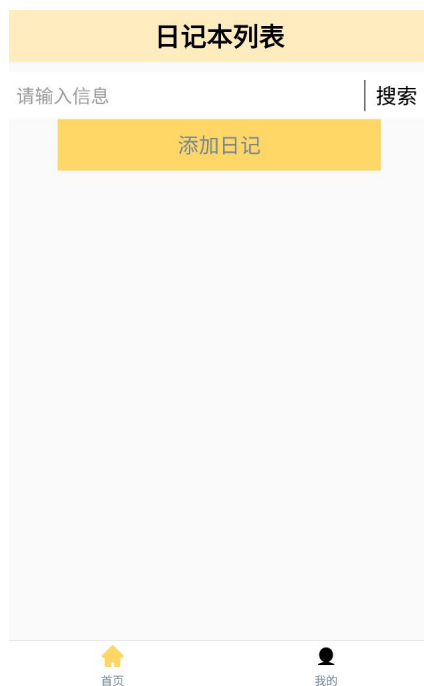 日记本列表
请输入信息
搜索
添加日记
首页
我的